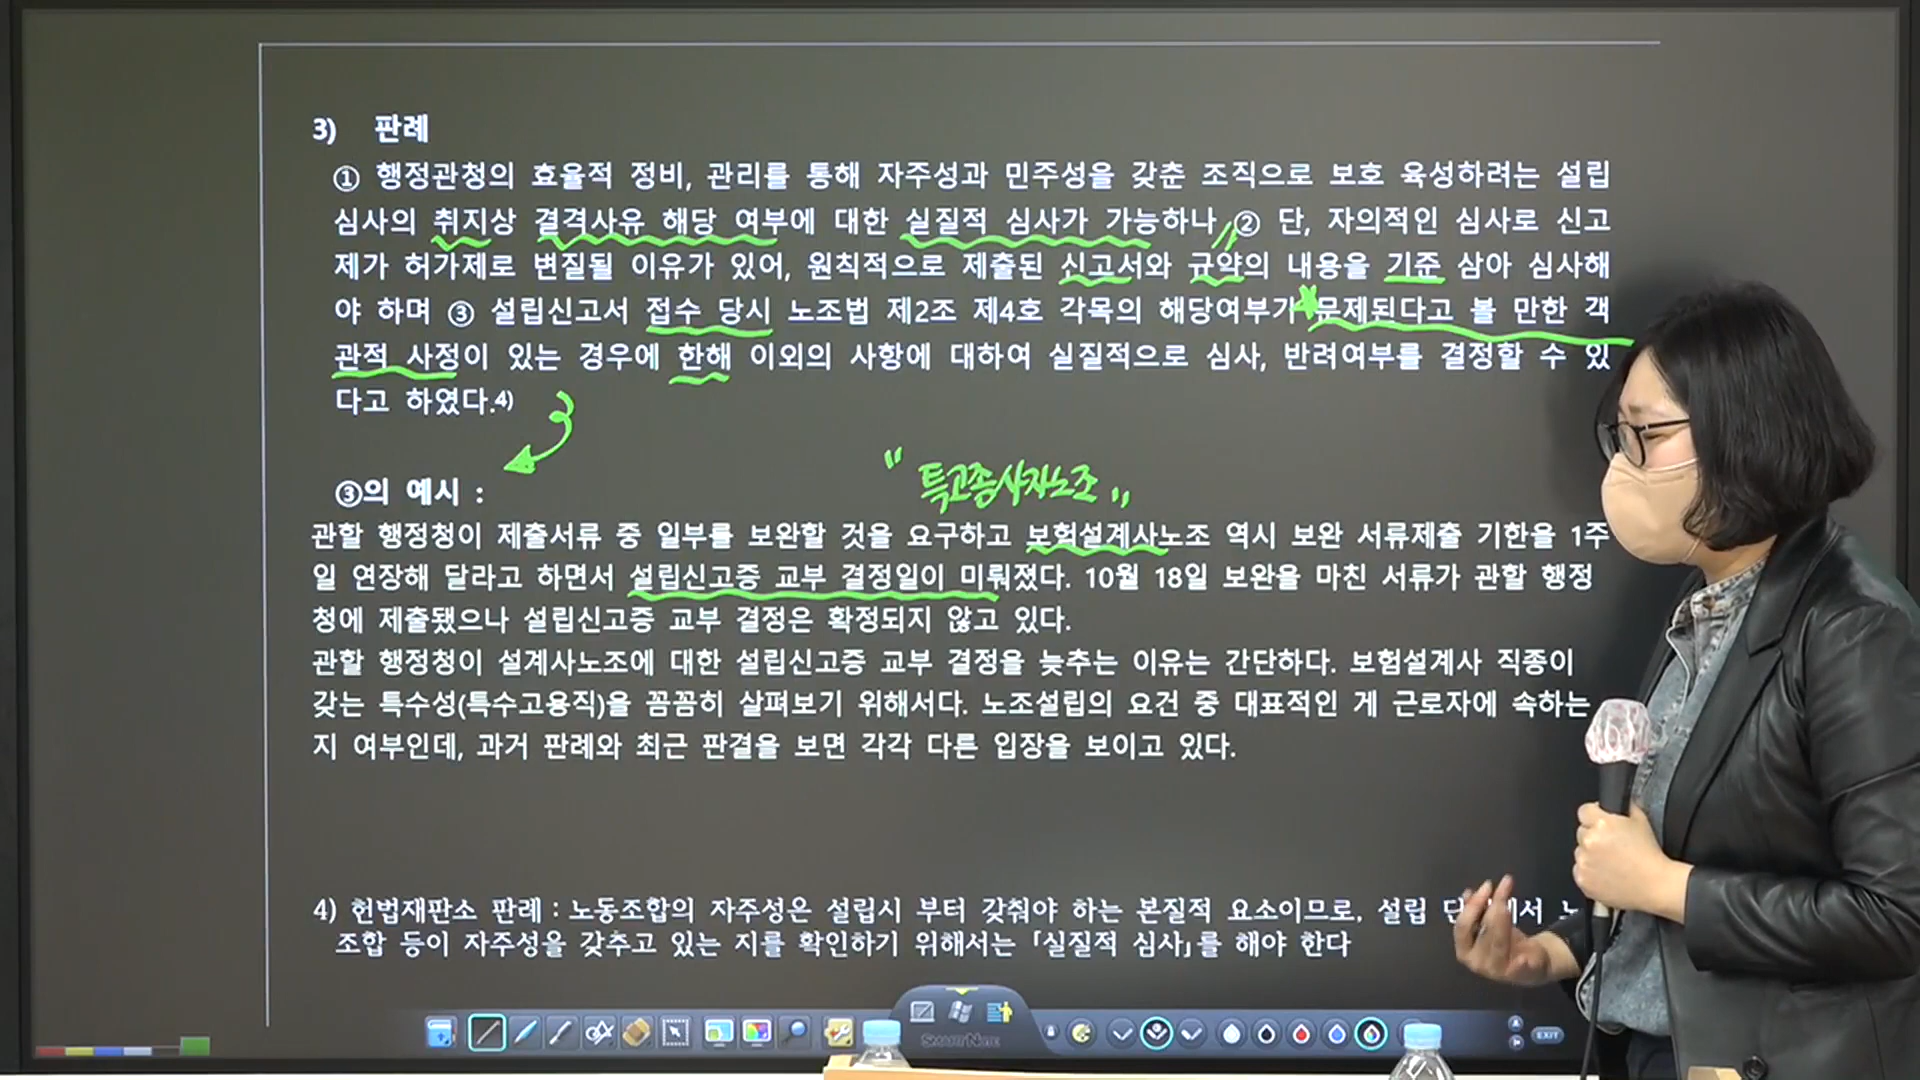 3) 판례
① 행정관청의 효율적 정비, 관리를 통해 자주성과 민주성을 갖춘 조직으로 보호 육성하려는 설립
심사의 취지상 결격사유 해당 여부에 대한 실질적 심사가 가능하나 ② 단, 자의적인 심사로 신고
제가 허가제로 변질될 이유가 있어, 원칙적으로 제출된 신고서와 규약의 내용을 기준 삼아 심사해
야 하며 ③ 설립신고서 접수 당시 노조법 제2조 제4호 각목의 해당여부가 문제된다고 볼 만한 객
관적 사정이 있는 경우에 한해 이외의 사항에 대하여 실질적으로 심사, 반려여부를 결정할 수 있
다고 하였다.4)
"특고종사자노조"
③의 예시 :
관할 행정청이 제출서류 중 일부를 보완할 것을 요구하고 보험설계사노조 역시 보완 서류제출 기한을 1주
일 연장해 달라고 하면서 설립신고증 교부 결정일이 미뤄졌다. 10월 18일 보완을 마친 서류가 관할 행정
청에 제출됐으나 설립신고증 교부 결정은 확정되지 않고 있다.
관할 행정청이 설계사노조에 대한 설립신고증 교부 결정을 늦추는 이유는 간단하다. 보험설계사 직종이
갖는 특수성(특수고용직)을 꼼꼼히 살펴보기 위해서다. 노조설립의 요건 중 대표적인 게 근로자에 속하는
지 여부인데, 과거 판례와 최근 판결을 보면 각각 다른 입장을 보이고 있다.
4) 헌법재판소 판례 : 노동조합의 자주성은 설립시 부터 갖춰야 하는 본질적 요소이므로, 설립
조합 등이 자주성을 갖추고 있는 지를 확인하기 위해서는 「실질적 심사」를 해야 한다
EXIT